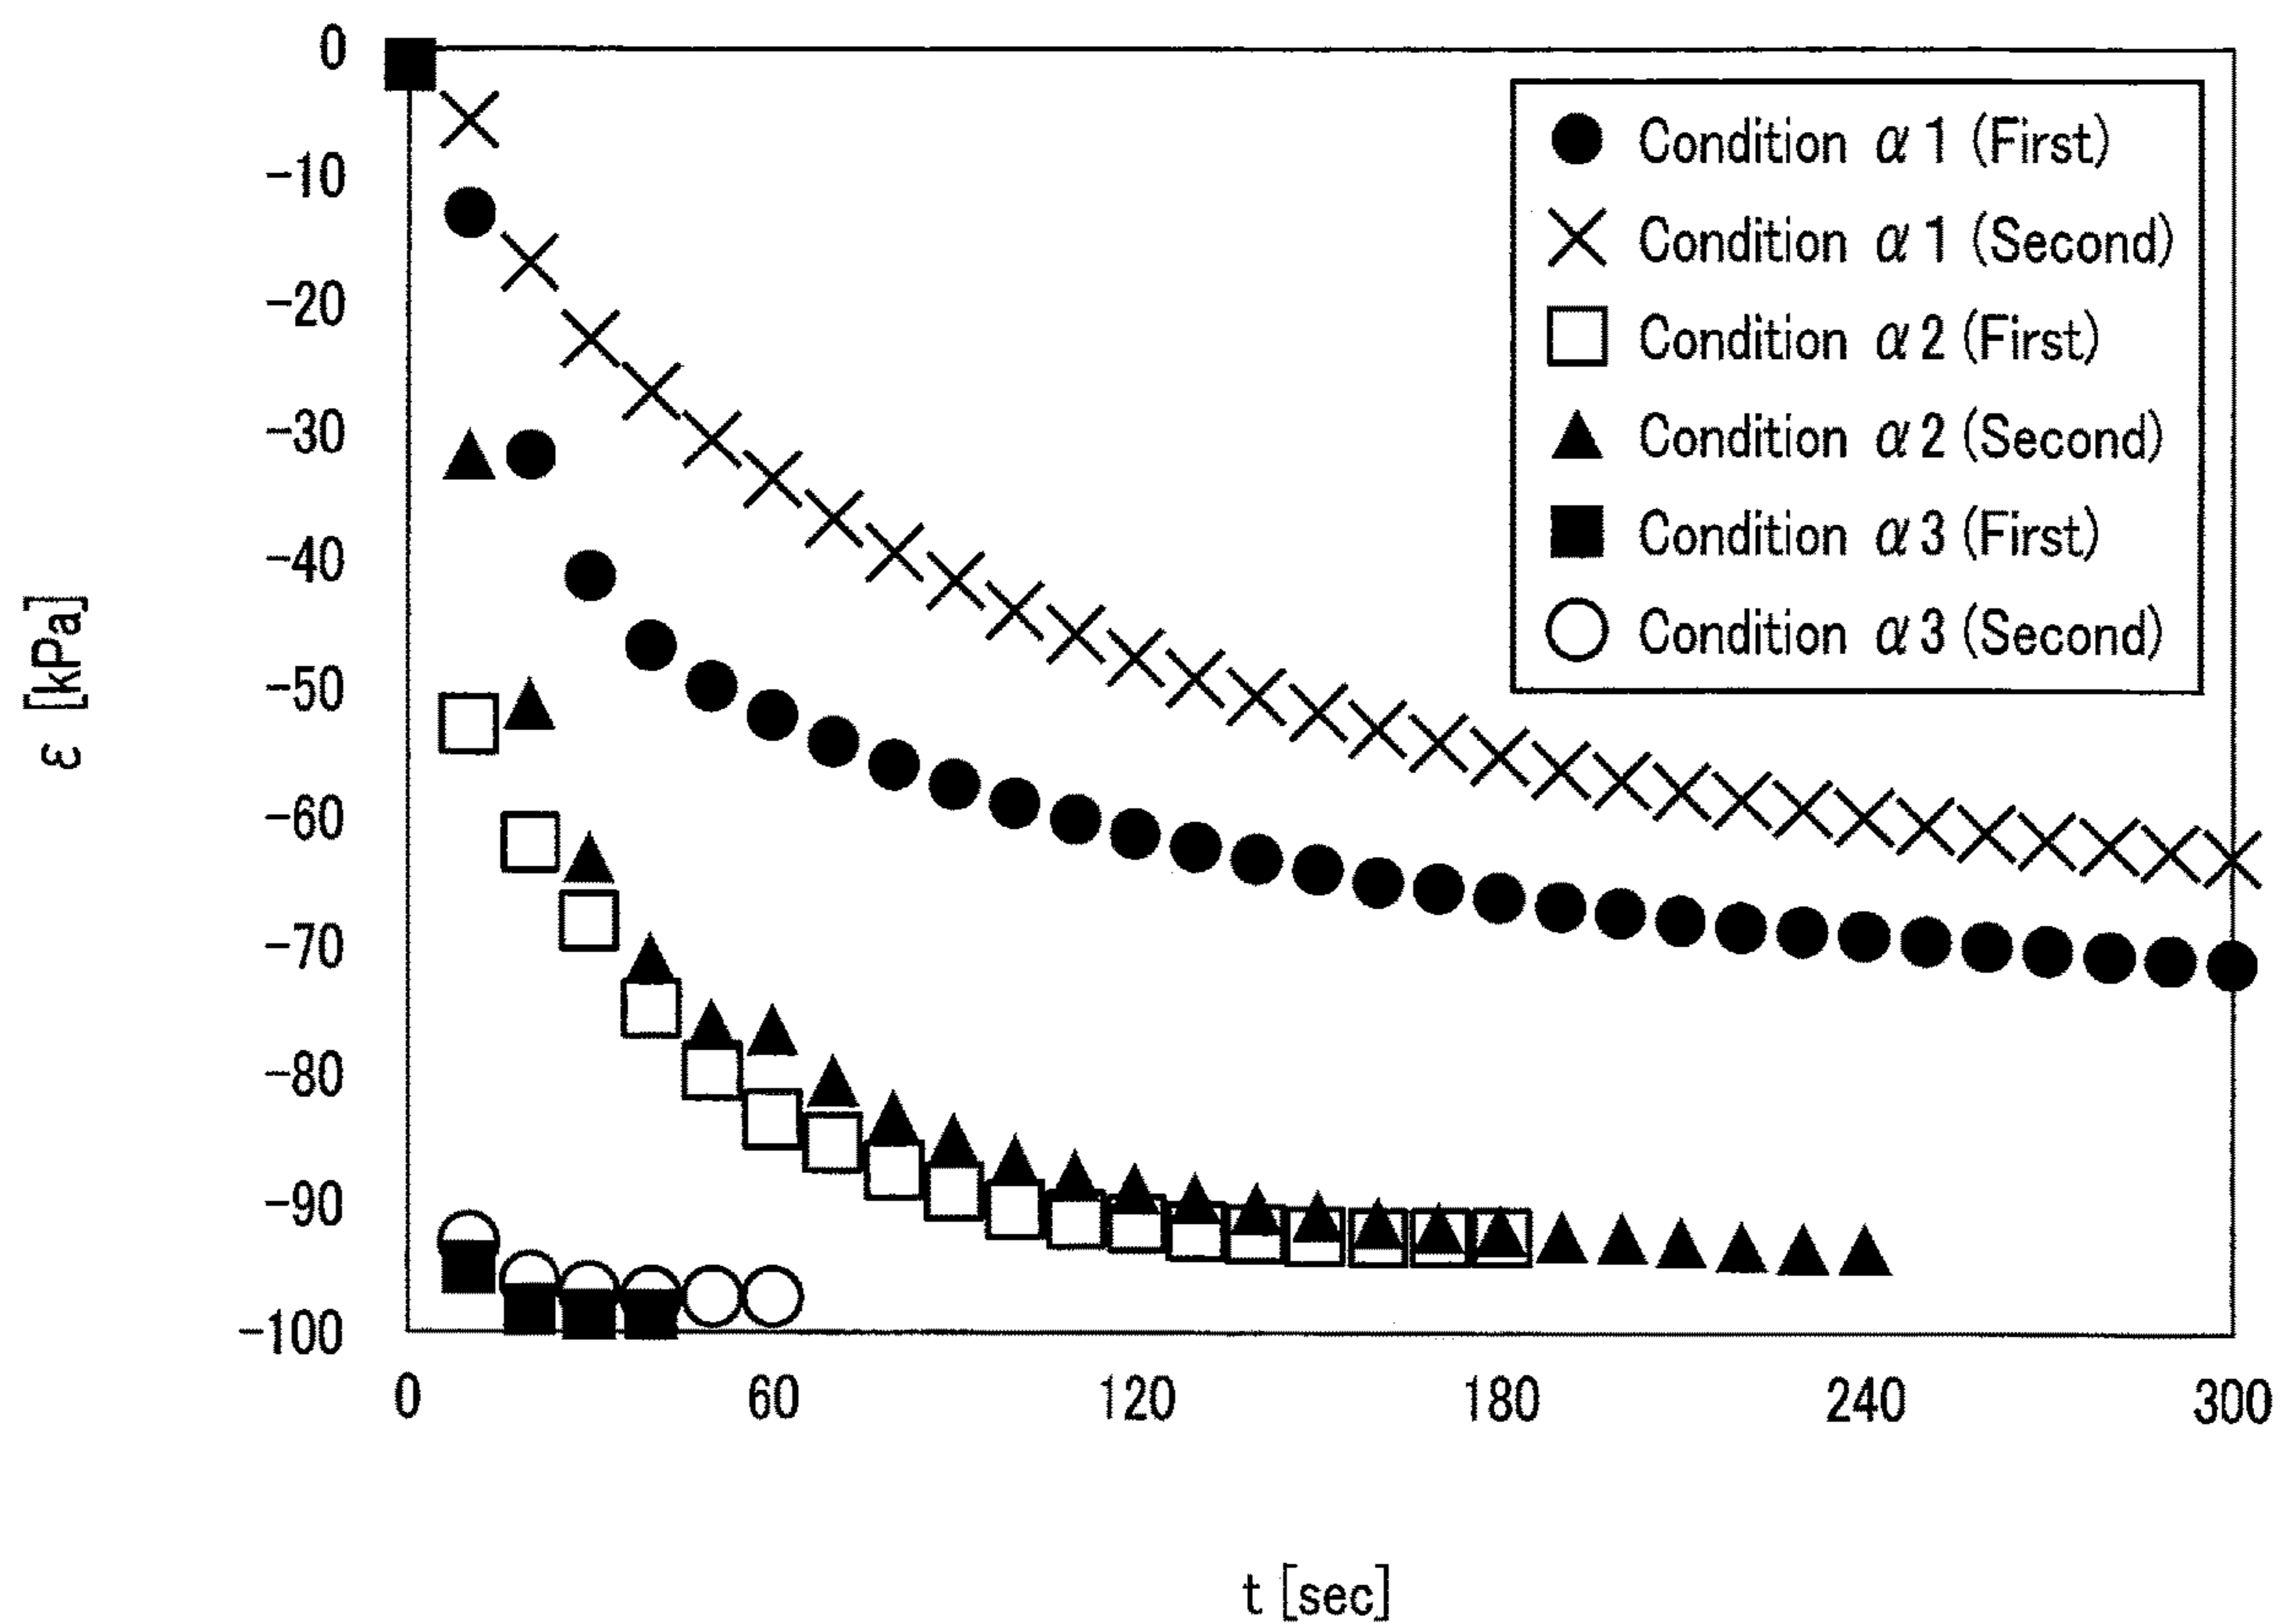 0
-10
-20
-30
-40
-50
-60
-70
-80
-90
-100
ε [kPa]
Condition α1 (First)
Condition α1 (Second)
Condition α2 (First)
Condition α2 (Second)
Condition α3 (First)
Condition α3 (Second)
0 60 120 180 240 300
t [sec]